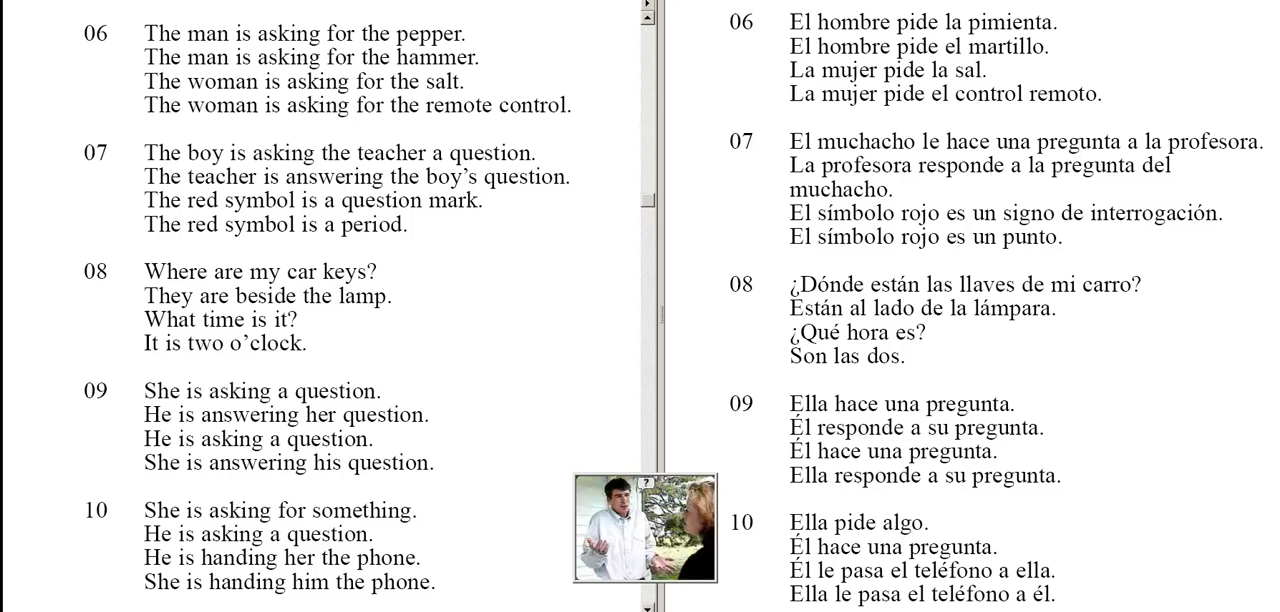 06 The man is asking for the pepper.
The man is asking for the hammer.
The woman is asking for the salt.
The woman is asking for the remote control.
07 The boy is asking the teacher a question.
The teacher is answering the boy’s question.
The red symbol is a question mark.
The red symbol is a period.
08 Where are my car keys?
They are beside the lamp.
What time is it?
It is two o’clock.
09 She is asking a question.
He is answering her question.
He is asking a question.
She is answering his question.
10 She is asking for something.
He is asking a question.
He is handing her the phone.
She is handing him the phone.
?
06 El hombre pide la pimienta.
El hombre pide el martillo.
La mujer pide la sal.
La mujer pide el control remoto.
07 El muchacho le hace una pregunta a la profesora.
La profesora responde a la pregunta del
muchacho.
El símbolo rojo es un signo de interrogación.
El símbolo rojo es un punto.
08 ¿Dónde están las llaves de mi carro?
Están al lado de la lámpara.
¿Qué hora es?
Son las dos.
09 Ella hace una pregunta.
Él responde a su pregunta.
Él hace una pregunta.
Ella responde a su pregunta.
10 Ella pide algo.
Él hace una pregunta.
Él le pasa el teléfono a ella.
Ella le pasa el teléfono a él.